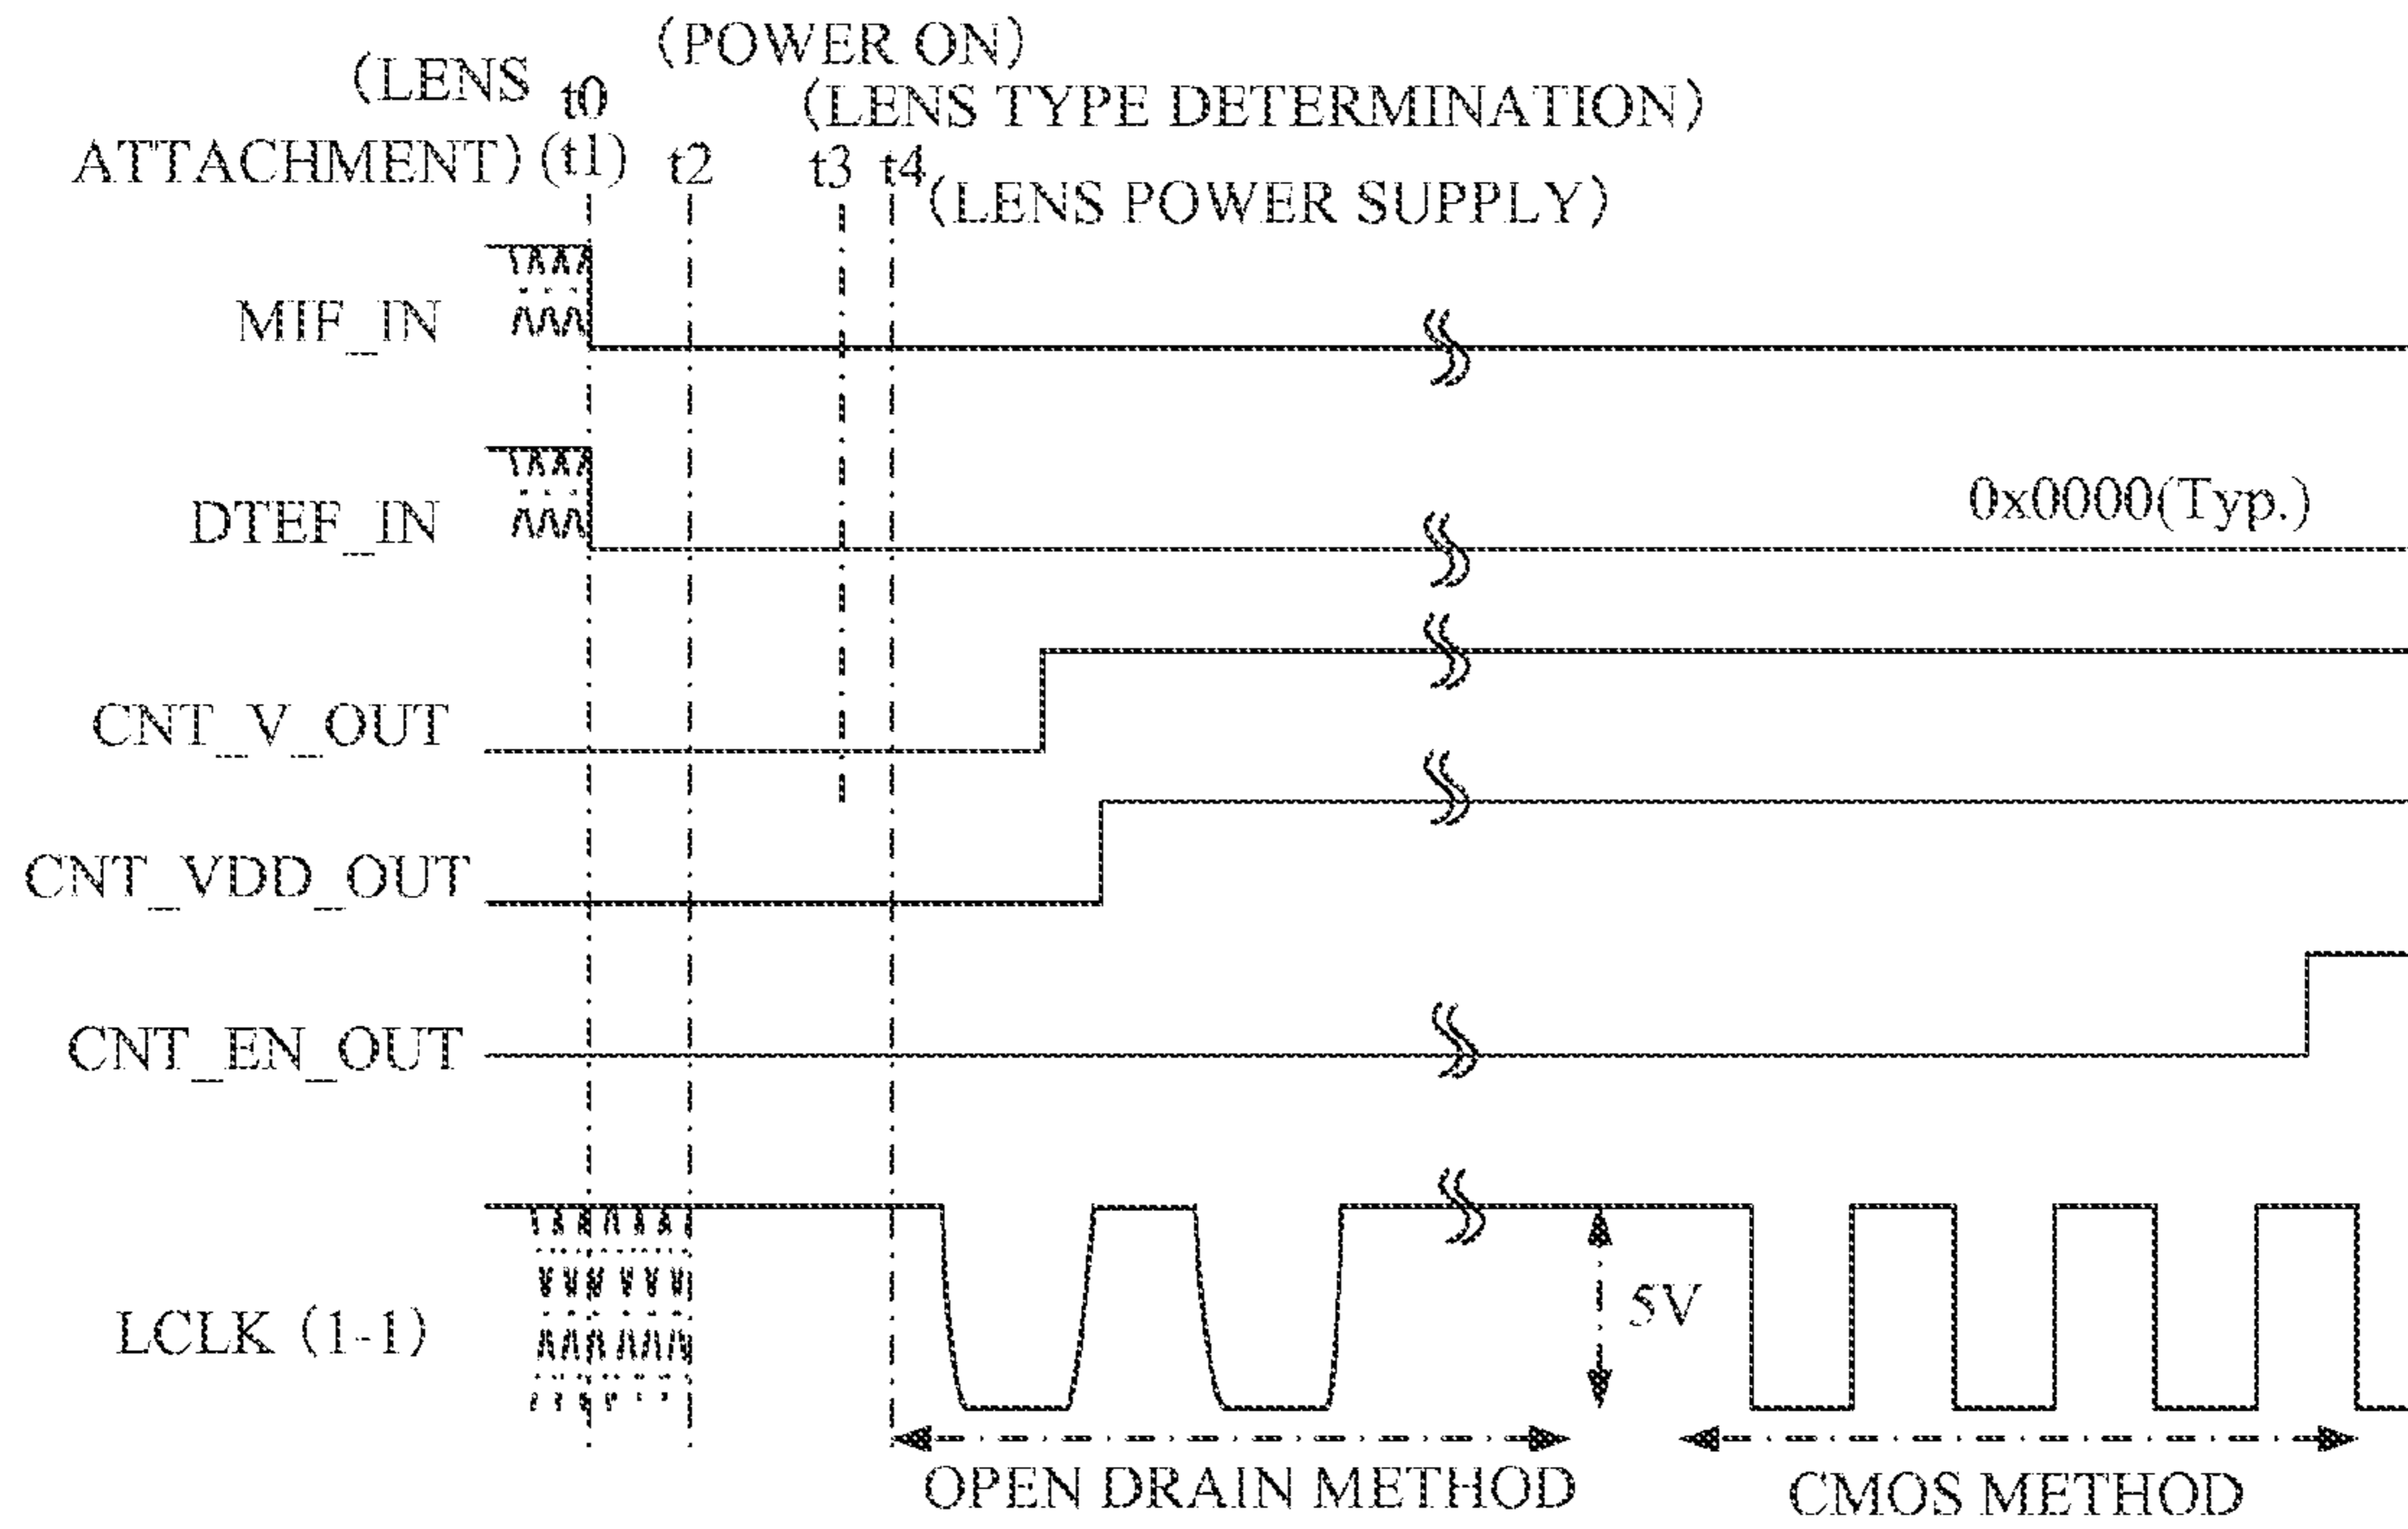 (POWER ON)
(LENS t0 (LENS TYPE DETERMINATION)
ATTACHMENT) (t1) t2 t3 t4 (LENS POWER SUPPLY)
MIF_IN
DTEF_IN 0x0000(Typ.)
CNT_V_OUT
CNT_VDD_OUT
CNT_EN_OUT
LCLK (1-1) 5V
OPEN DRAIN METHOD CMOS METHOD